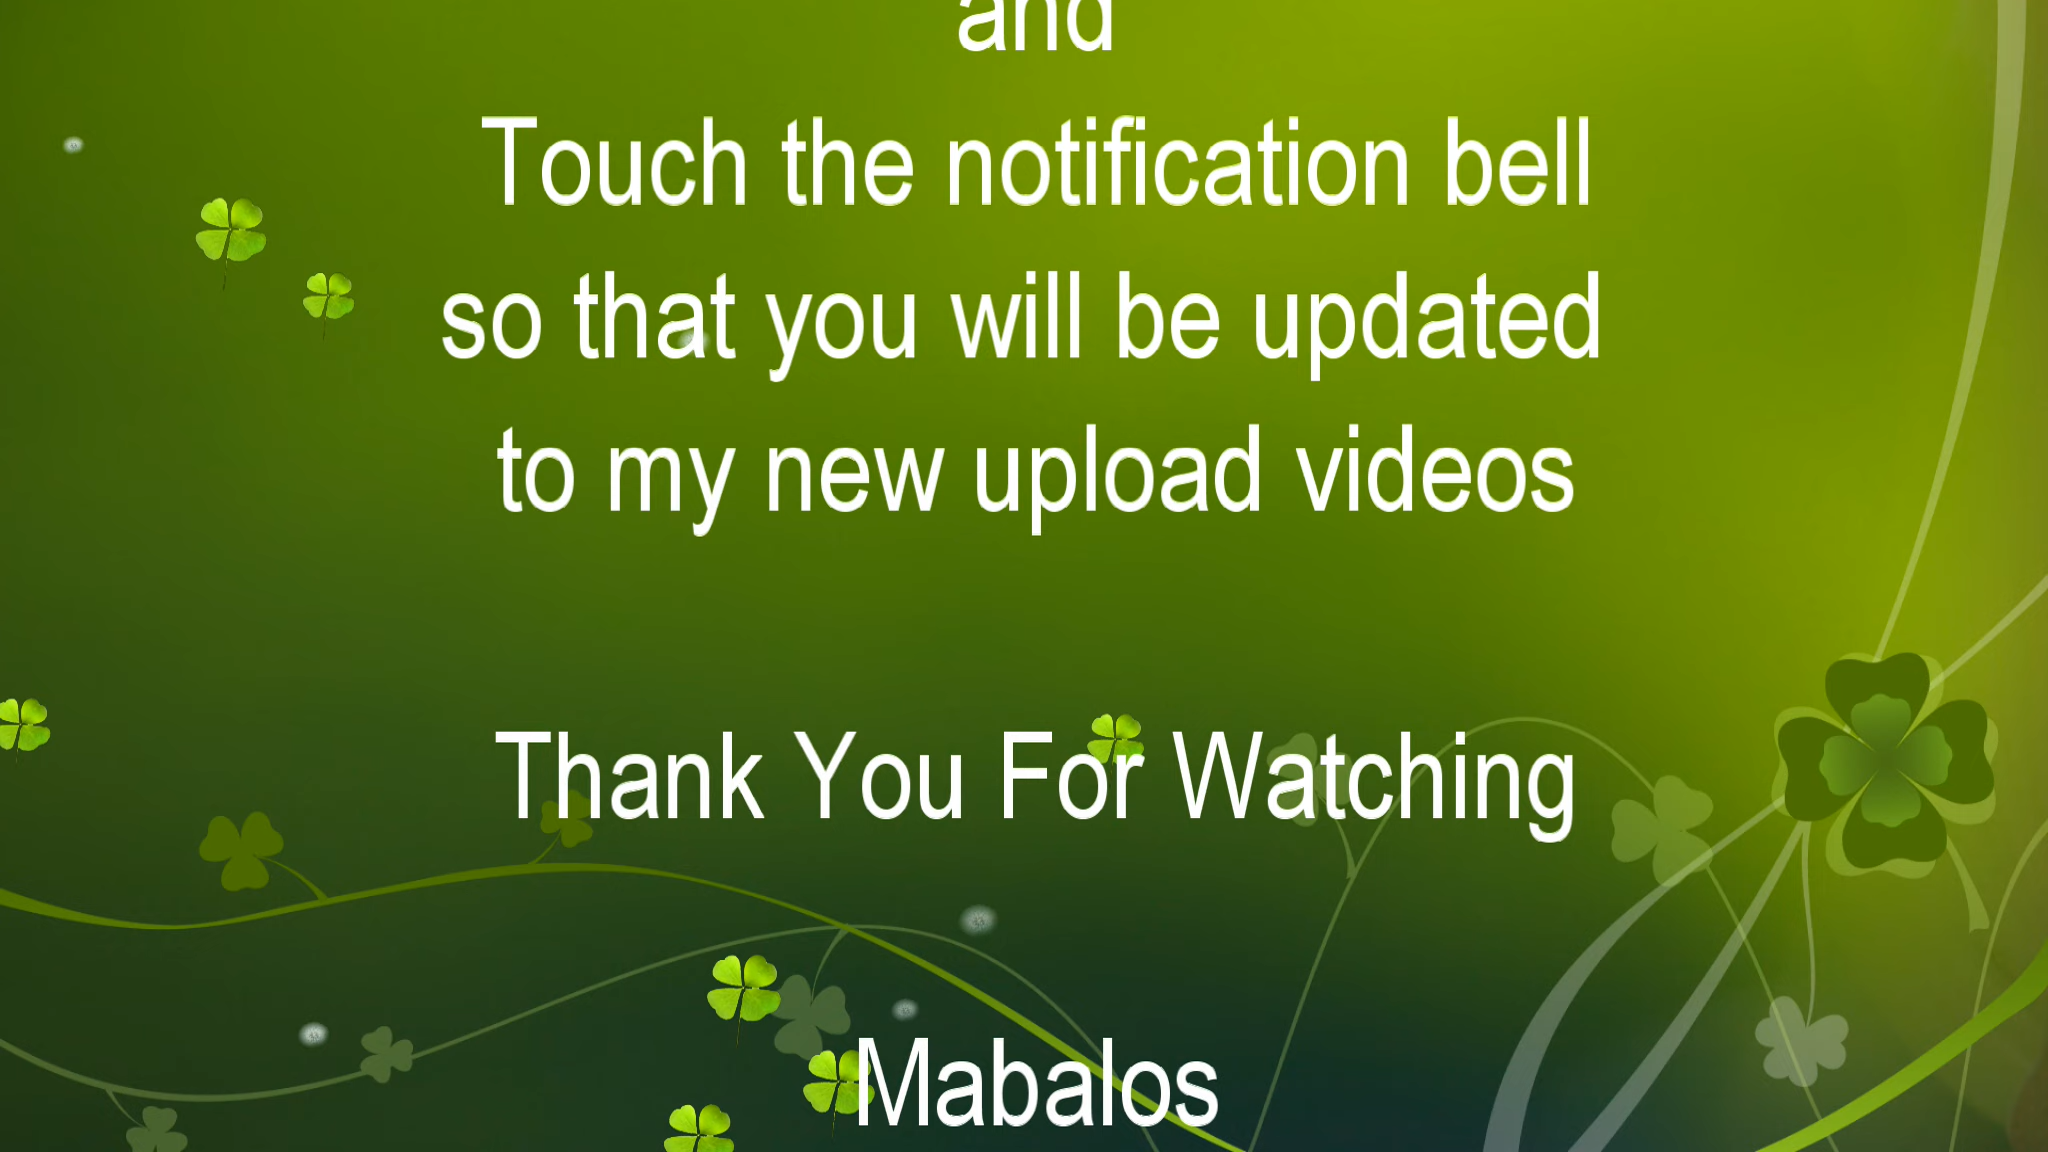 and
Touch the notification bell
so that you will be updated
to my new upload videos
Thank You For Watching
Mabalos